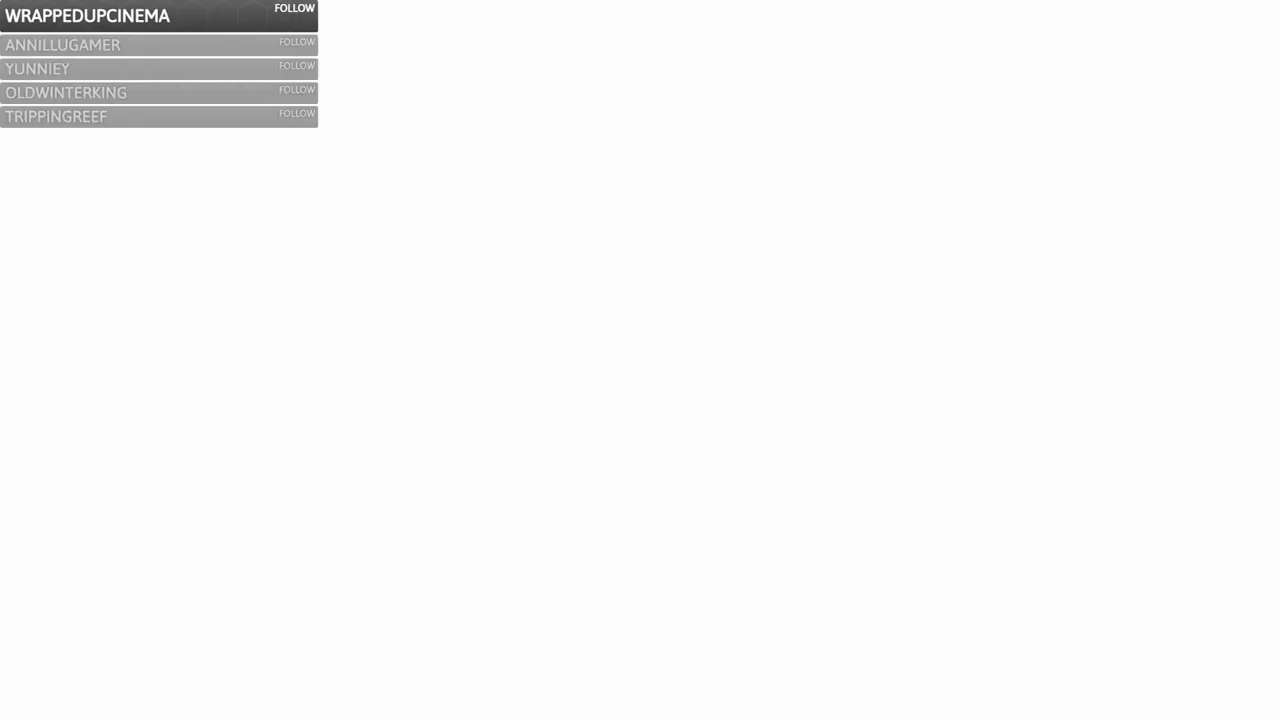 WRAPPEDUPCINEMA FOLLOW
ANNILLUGAMER FOLLOW
YUNNIEY FOLLOW
OLDWINTERKING FOLLOW
TRIPPINGREEF FOLLOW